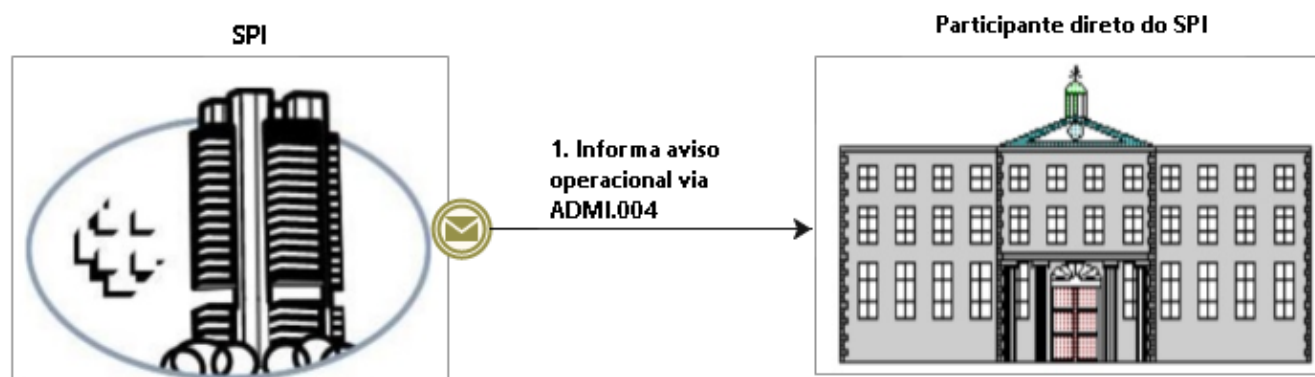 SPI
Participante direto do SPI
1. Informa aviso
operacional via
ADMI.004